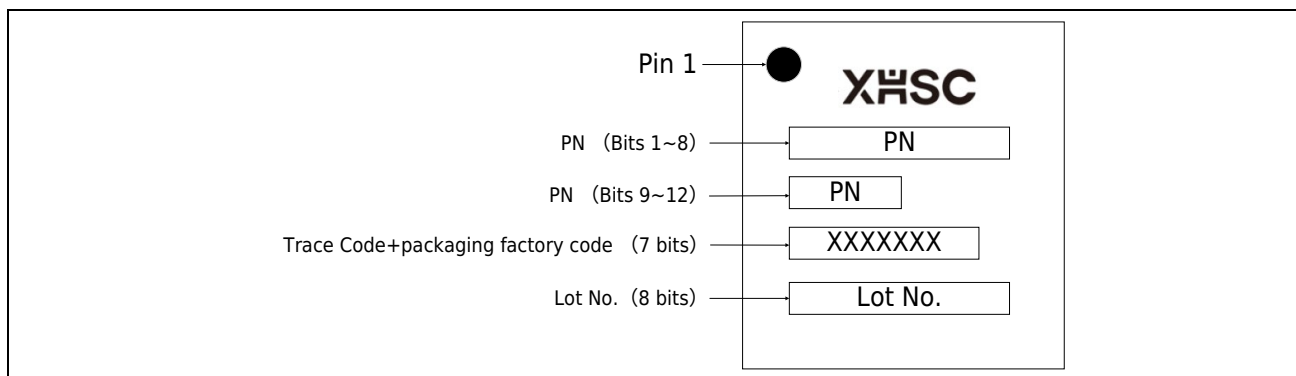 Pin 1
XHSC
PN （Bits 1~8）
PN
PN （Bits 9~12）
PN
Trace Code+packaging factory code （7 bits）
XXXXXXX
Lot No.（8 bits）
Lot No.